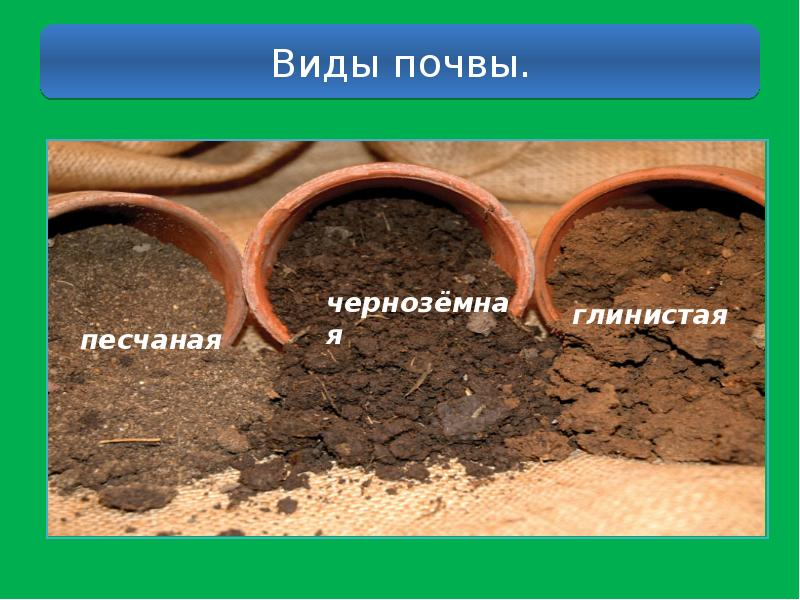 Виды почвы.
песчаная
чернозёмна
я
глинистая